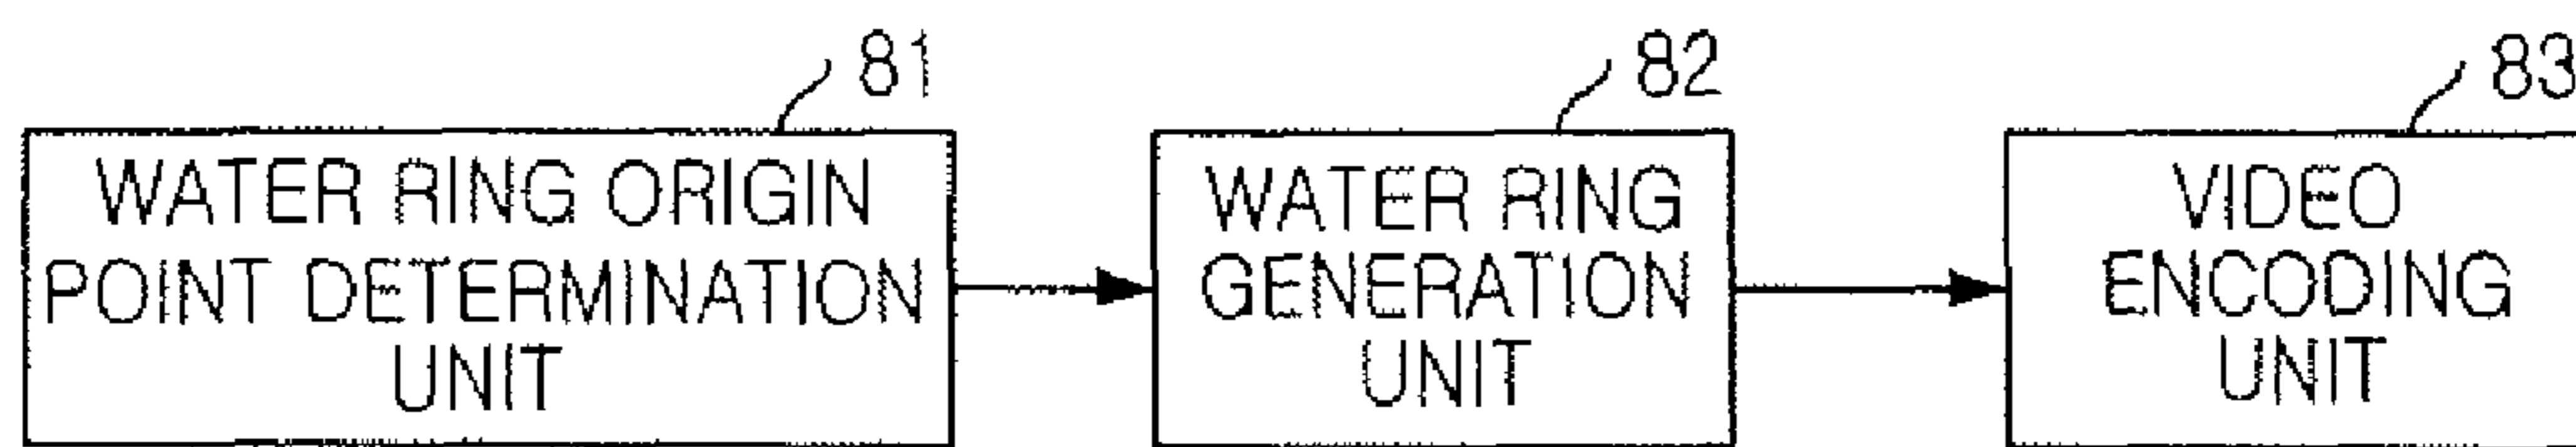 81
82
83
WATER RING ORIGIN
POINT DETERMINATION
UNIT
WATER RING
GENERATION
UNIT
VIDEO
ENCODING
UNIT